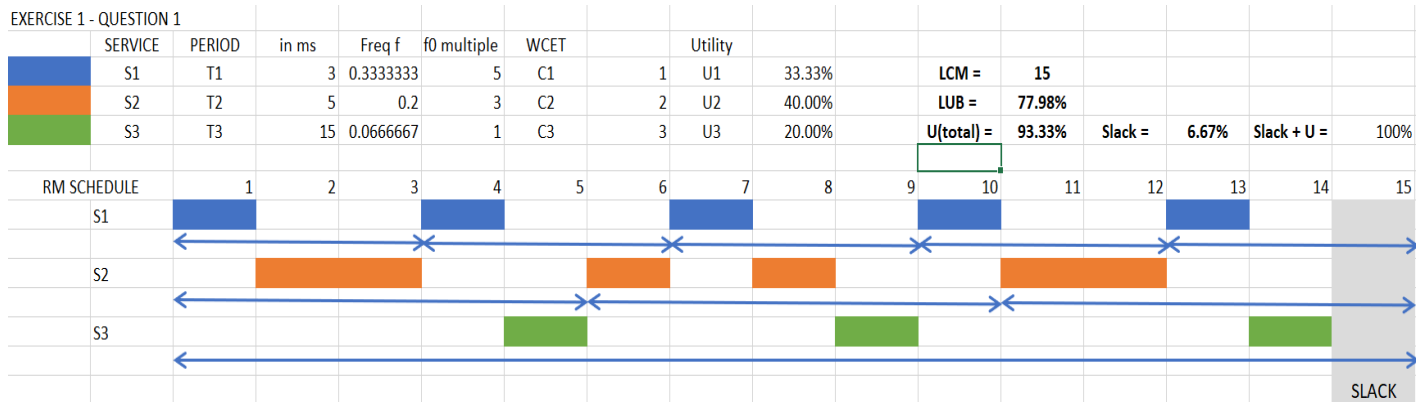 EXERCISE 1 - QUESTION 1
SERVICE PERIOD in ms Freq f f0 multiple WCET Utility
S1 T1 3 0.3333333 5 C1 1 U1 33.33% LCM = 15
S2 T2 5 0.2 3 C2 2 U2 40.00% LUB = 77.98%
S3 T3 15 0.0666667 1 C3 3 U3 20.00% U(total) = 93.33% Slack = 6.67% Slack + U = 100%
RM SCHEDULE 1 2 3 4 5 6 7 8 9 10 11 12 13 14 15
S1
S2
S3
SLACK